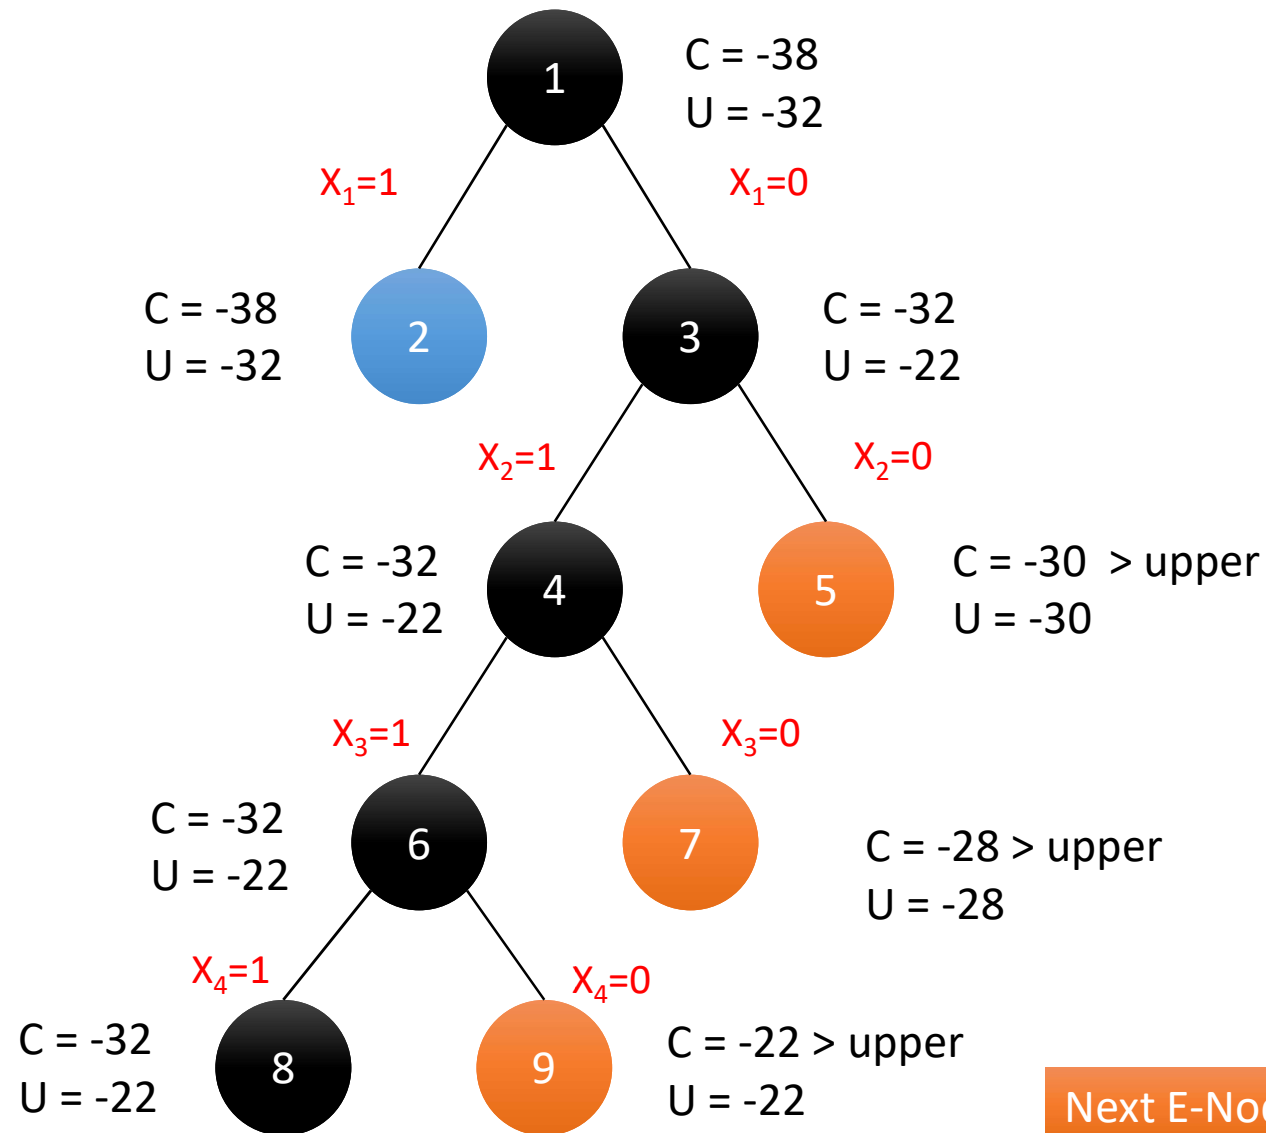 1
C = -38
U = -32
X₁=1
X₁=0
C = -38
U = -32
2
3
C = -32
U = -22
X₂=1
X₂=0
C = -32
U = -22
4
5
C = -30 > upper
U = -30
X₃=1
X₃=0
C = -32
U = -22
6
7
C = -28 > upper
U = -28
X₄=1
X₄=0
C = -32
U = -22
8
9
C = -22 > upper
U = -22
Next